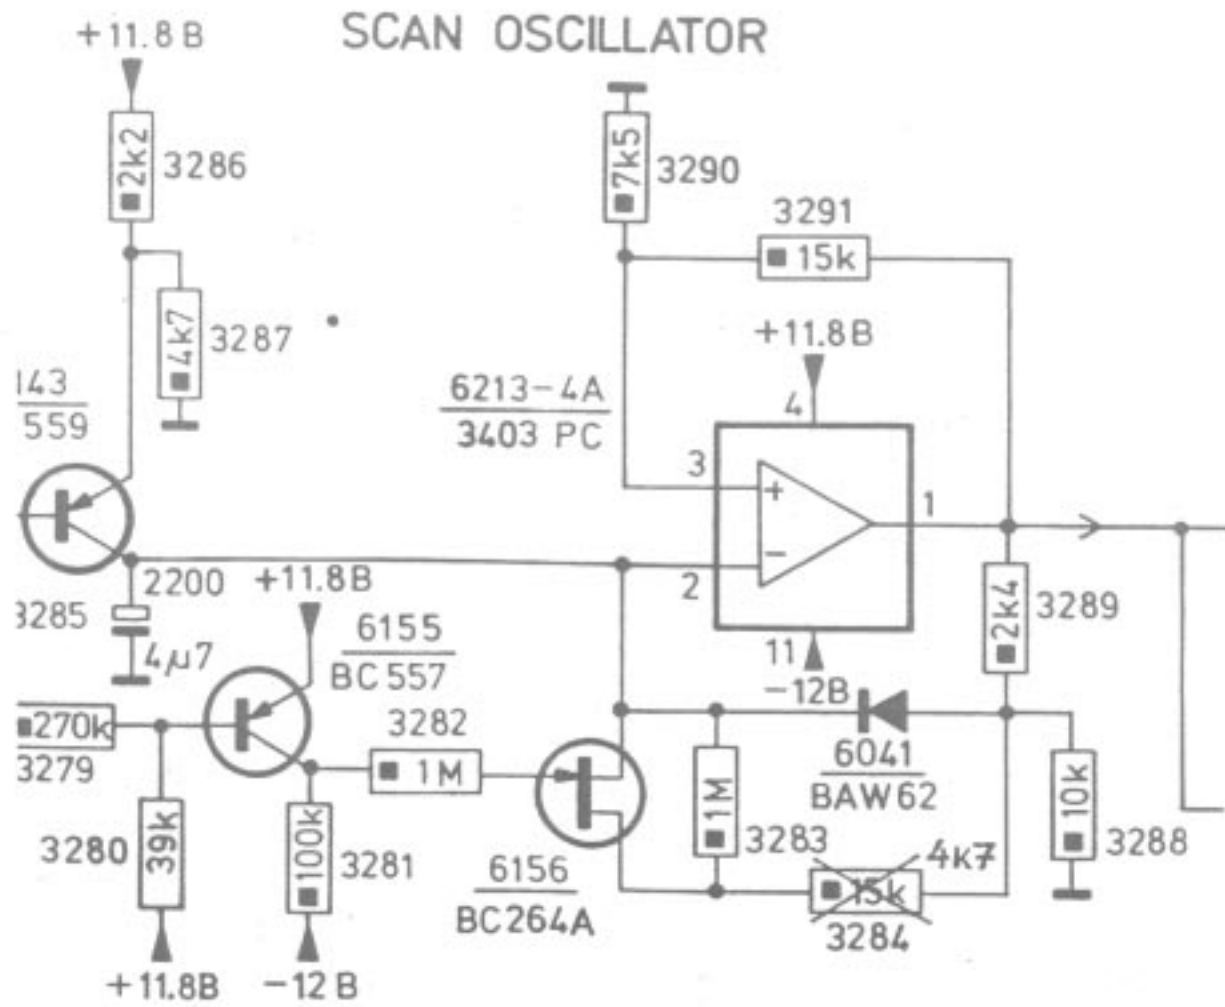 SCAN OSCILLATOR
+11.8 B
2k2
3286
7k5
3290
3291
15k
4k7
3287
+11.8 B
143
559
6213-4A
3403 PC
4
3
+
1
2
-
11
-12B
2200
4μ7
3285
+11.8 B
6155
BC 557
2k4
3289
270k
3279
3282
1M
6041
BAW62
1M
3283
10k
3288
39k
3280
100k
3281
6156
BC264A
4k7
15k
3284
+11.8B
-12 B